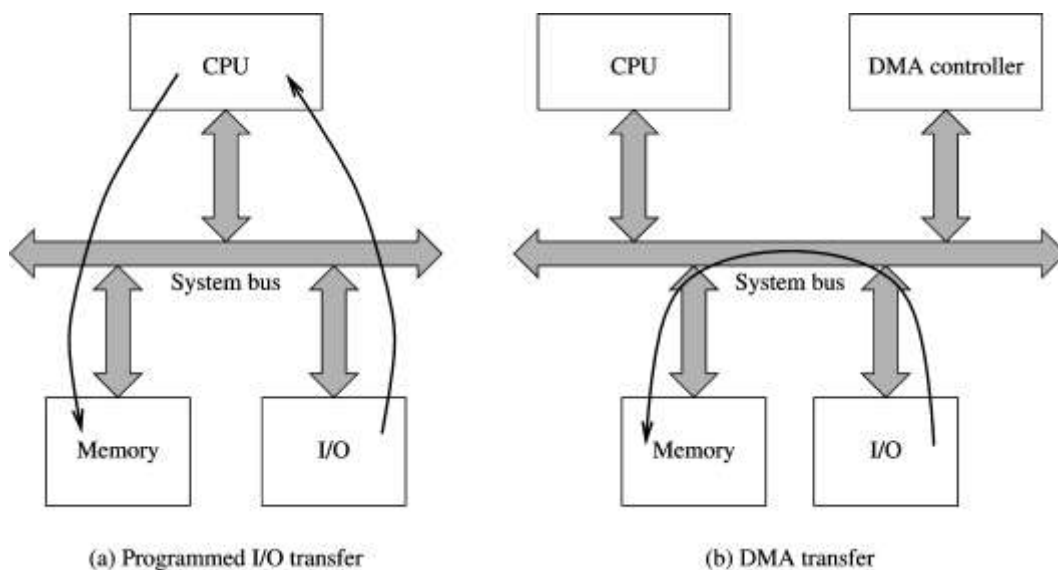 CPU
System bus
Memory
I/O
(a) Programmed I/O transfer
CPU
DMA controller
System bus
Memory
I/O
(b) DMA transfer